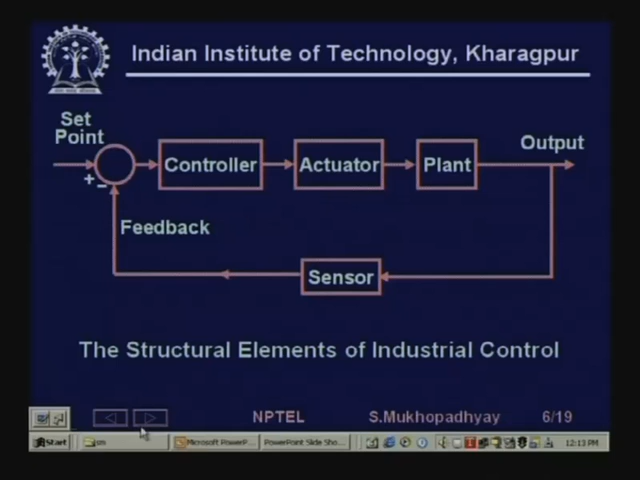 Indian Institute of Technology, Kharagpur
Set
Point
Output
Controller
Actuator
Plant
+
−
Feedback
Sensor
The Structural Elements of Industrial Control
NPTEL
S.Mukhopadhyay
6/19
Start
sm
Microsoft PowerP...
PowerPoint Slide Sho...
12:13 PM